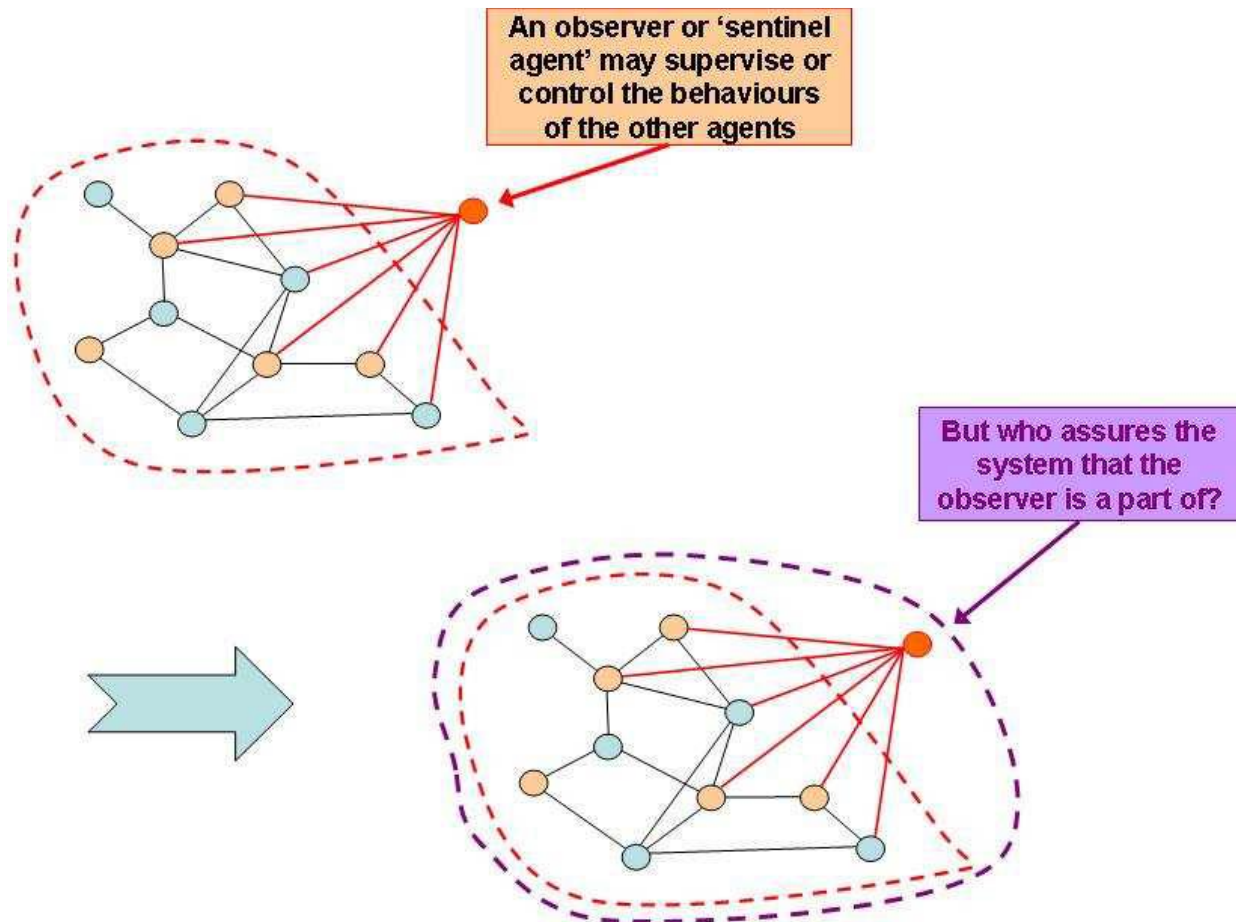 An observer or ‘sentinel
agent’ may supervise or
control the behaviours
of the other agents
But who assures the
system that the
observer is a part of?